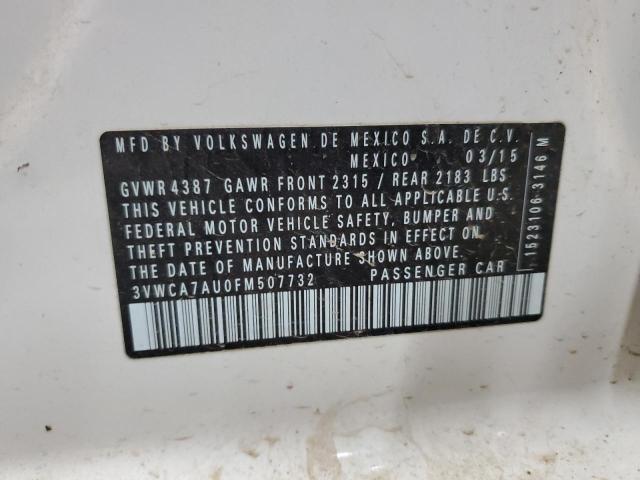 MFD BY VOLKSWAGEN DE MEXICO S.A. DE C.V.
MEXICO 03/15
GVWR 4387 GAWR FRONT 2315 / REAR 2183 LBS
THIS VEHICLE CONFORMS TO ALL APPLICABLE U.S.
FEDERAL MOTOR VEHICLE SAFETY, BUMPER AND
THEFT PREVENTION STANDARDS IN EFFECT ON
THE DATE OF MANUFACTURE SHOWN ABOVE.
3VWCA7AU0FM507732 PASSENGER CAR
1523106 3146 M